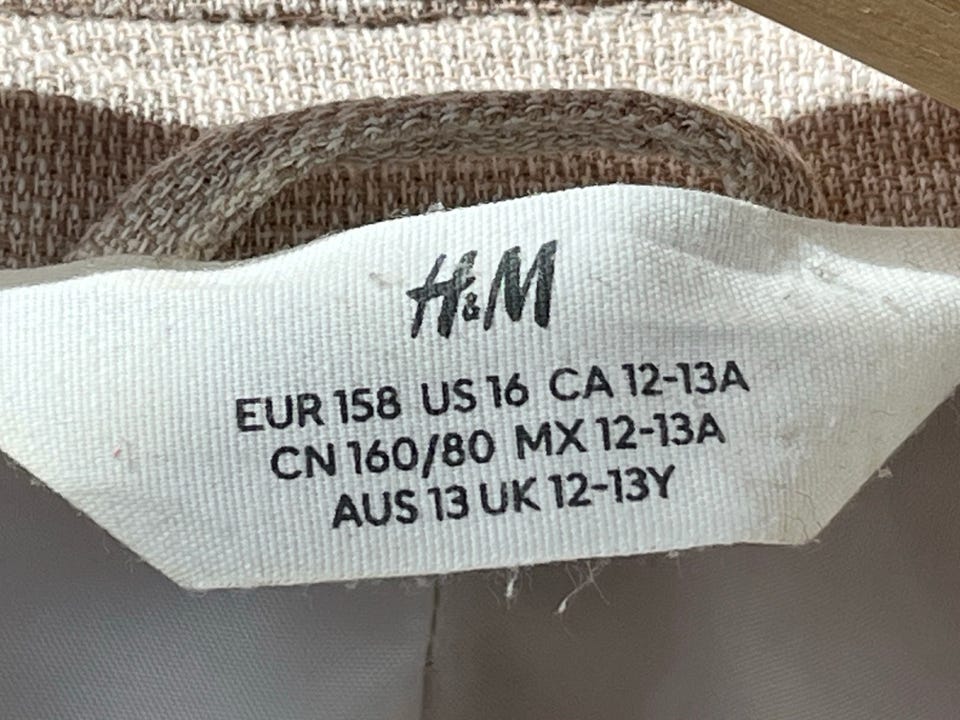 H&M
EUR 158 US 16 CA 12-13A
CN 160/80 MX 12-13A
AUS 13 UK 12-13Y